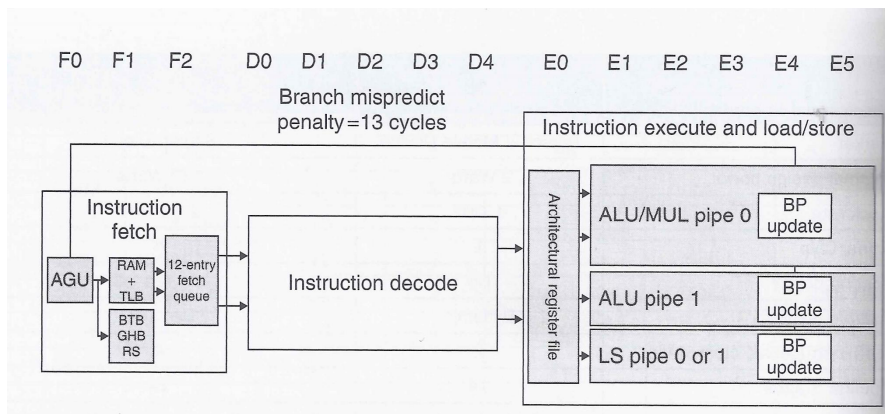 F0 F1 F2 D0 D1 D2 D3 D4 E0 E1 E2 E3 E4 E5
Branch mispredict
penalty=13 cycles
Instruction execute and load/store
Instruction
fetch
AGU
RAM
+
TLB
12-entry
fetch
queue
BTB
GHB
RS
Instruction decode
Architectural register file
ALU/MUL pipe 0
BP
update
ALU pipe 1
BP
update
LS pipe 0 or 1
BP
update